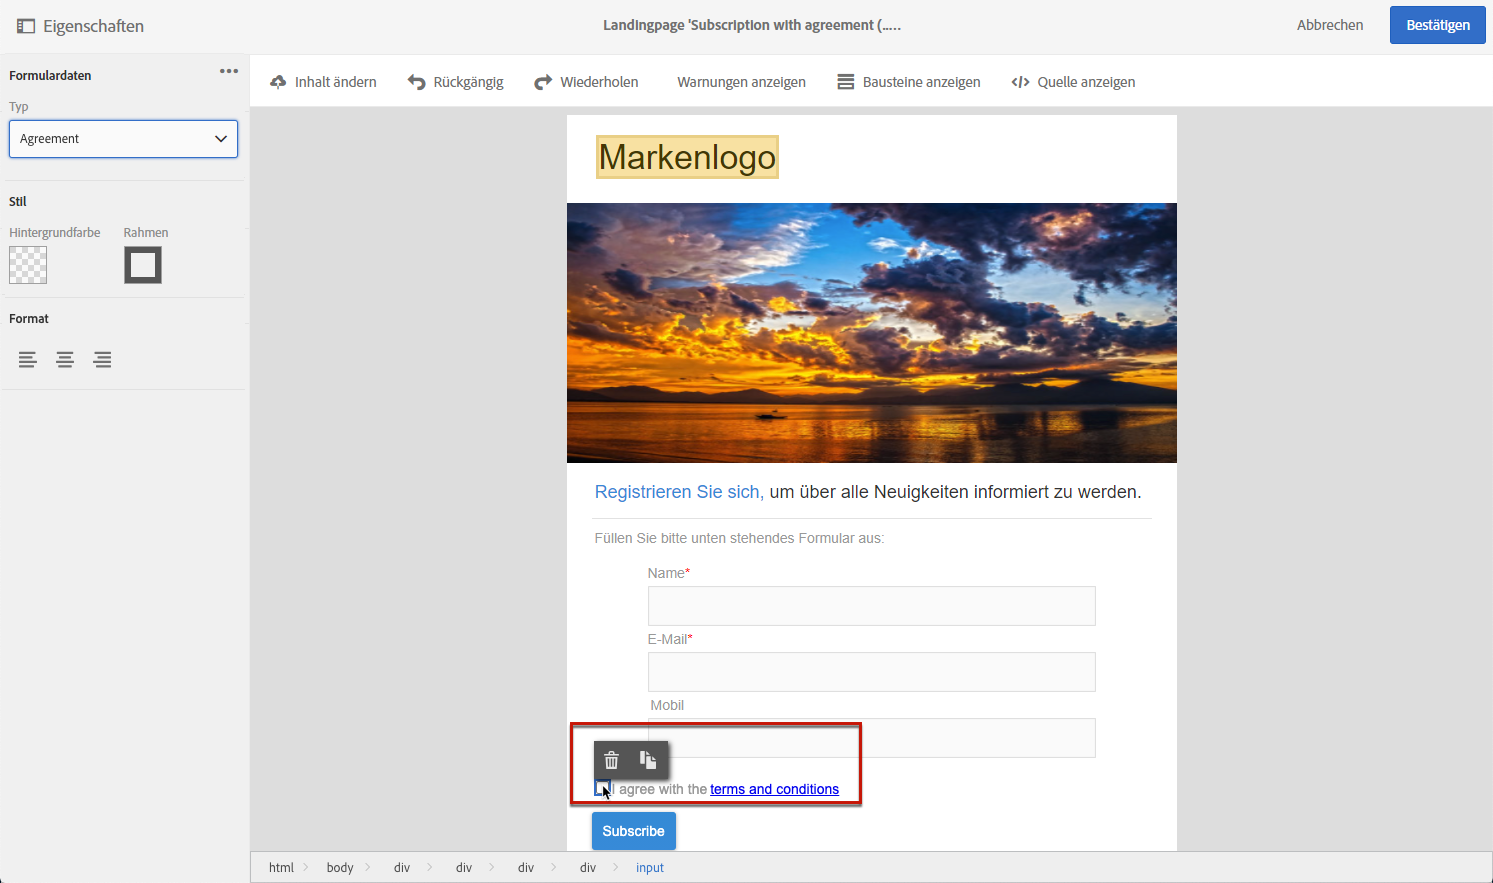 Eigenschaften
Landingpage 'Subscription with agreement (.....
Abbrechen
Bestätigen
Formulardaten
Typ
Agreement
Stil
Hintergrundfarbe
Rahmen
Format
Inhalt ändern
Rückgängig
Wiederholen
Warnungen anzeigen
Bausteine anzeigen
Quelle anzeigen
Markenlogo
Registrieren Sie sich, um über alle Neuigkeiten informiert zu werden.
Füllen Sie bitte unten stehendes Formular aus:
Name*
E-Mail*
Mobil
I agree with the terms and conditions
Subscribe
html
body
div
div
div
div
input